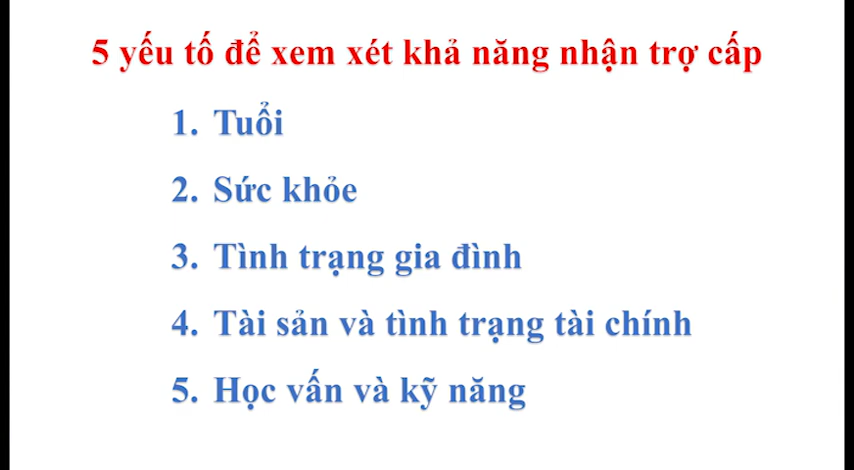 5 yếu tố để xem xét khả năng nhận trợ cấp
1. Tuổi
2. Sức khỏe
3. Tình trạng gia đình
4. Tài sản và tình trạng tài chính
5. Học vấn và kỹ năng